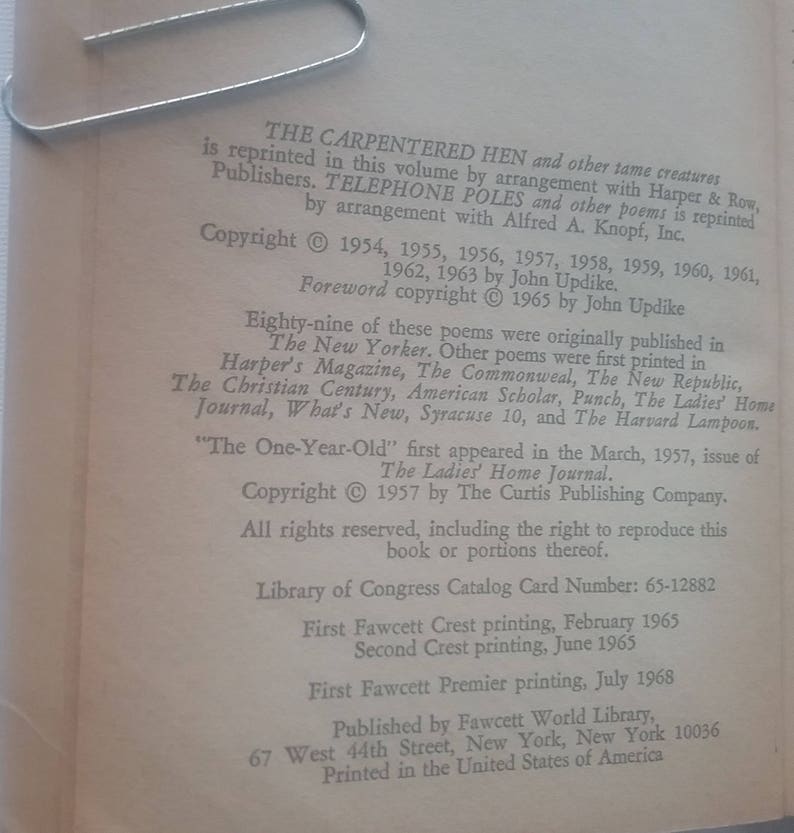 THE CARPENTERED HEN and other tame creatures
is reprinted in this volume by arrangement with Harper & Row,
Publishers. TELEPHONE POLES and other poems is reprinted
by arrangement with Alfred A. Knopf, Inc.
Copyright © 1954, 1955, 1956, 1957, 1958, 1959, 1960, 1961,
1962, 1963 by John Updike.
Foreword copyright © 1965 by John Updike
Eighty-nine of these poems were originally published in
The New Yorker. Other poems were first printed in
Harper's Magazine, The Commonweal, The New Republic,
The Christian Century, American Scholar, Punch, The Ladies' Home
Journal, What's New, Syracuse 10, and The Harvard Lampoon.
"The One-Year-Old" first appeared in the March, 1957, issue of
The Ladies' Home Journal.
Copyright © 1957 by The Curtis Publishing Company.
All rights reserved, including the right to reproduce this
book or portions thereof.
Library of Congress Catalog Card Number: 65-12882
First Fawcett Crest printing, February 1965
Second Crest printing, June 1965
First Fawcett Premier printing, July 1968
Published by Fawcett World Library,
67 West 44th Street, New York, New York 10036
Printed in the United States of America